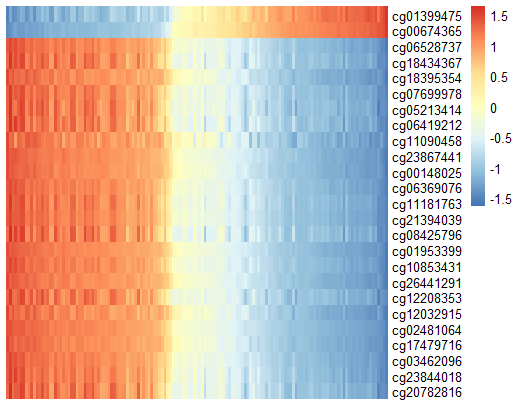 cg01399475
cg00674365
cg06528737
cg18434367
cg18395354
cg07699978
cg05213414
cg06419212
cg11090458
cg23867441
cg00148025
cg06369076
cg11181763
cg21394039
cg08425796
cg01953399
cg10853431
cg26441291
cg12208353
cg12032915
cg02481064
cg17479716
cg03462096
cg23844018
cg20782816
1.5
1
0.5
0
-0.5
-1
-1.5